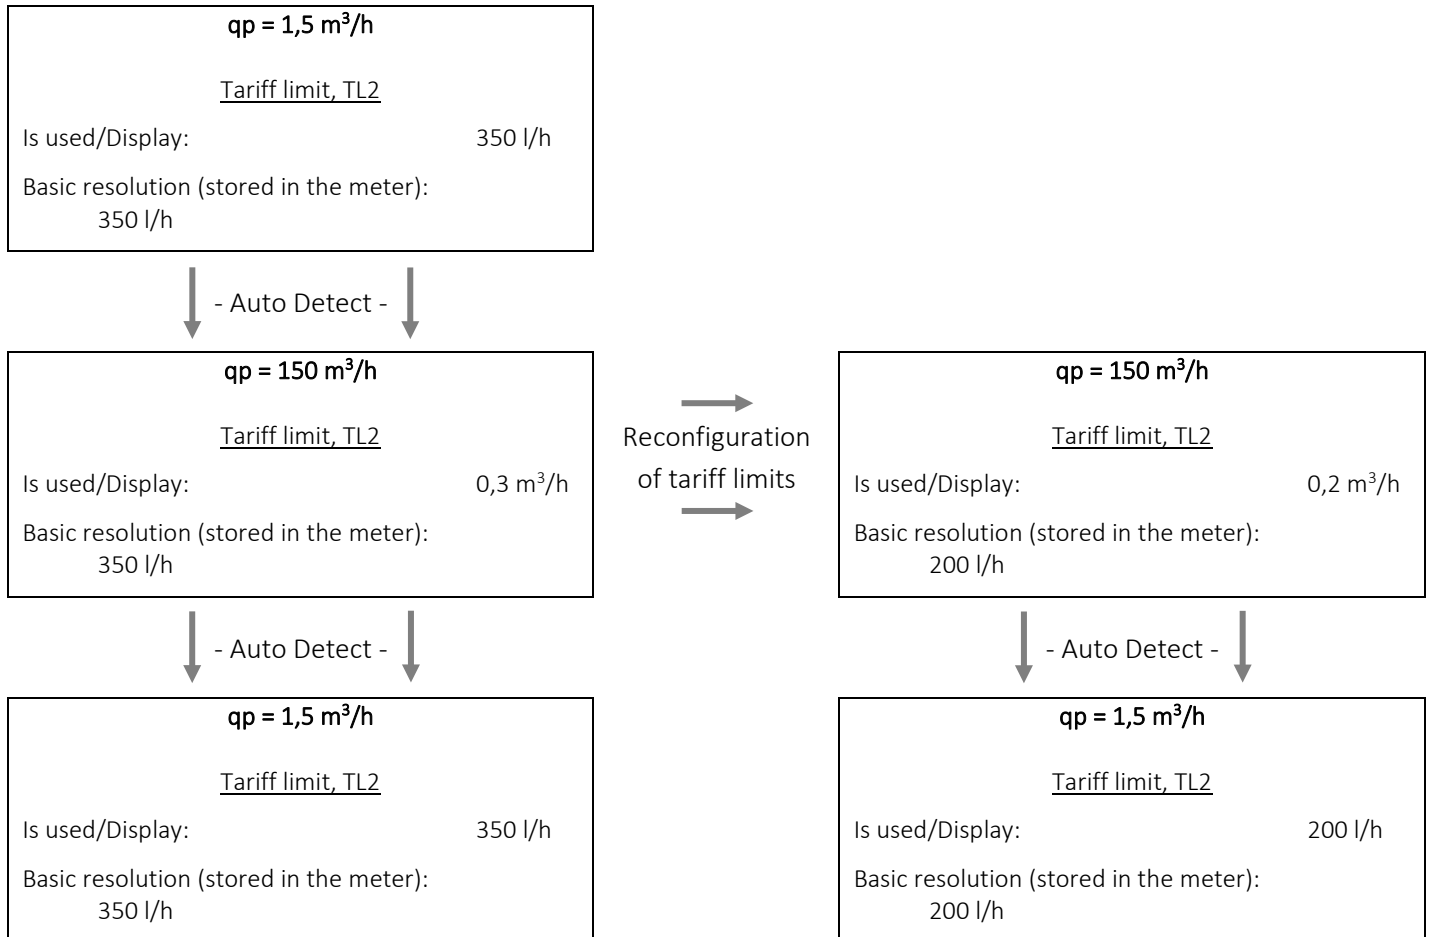 qp = 1,5 m³/h
Tariff limit, TL2
Is used/Display: 350 l/h
Basic resolution (stored in the meter):
350 l/h
- Auto Detect -
qp = 150 m³/h
Tariff limit, TL2
Is used/Display: 0,3 m³/h
Basic resolution (stored in the meter):
350 l/h
Reconfiguration
of tariff limits
qp = 150 m³/h
Tariff limit, TL2
Is used/Display: 0,2 m³/h
Basic resolution (stored in the meter):
200 l/h
- Auto Detect -
- Auto Detect -
qp = 1,5 m³/h
Tariff limit, TL2
Is used/Display: 350 l/h
Basic resolution (stored in the meter):
350 l/h
qp = 1,5 m³/h
Tariff limit, TL2
Is used/Display: 200 l/h
Basic resolution (stored in the meter):
200 l/h